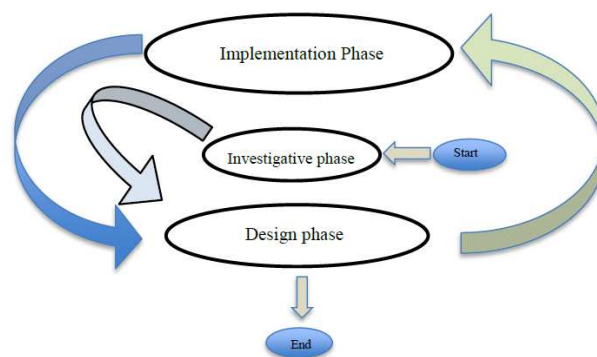 Implementation Phase
Investigative phase
Start
Design phase
End